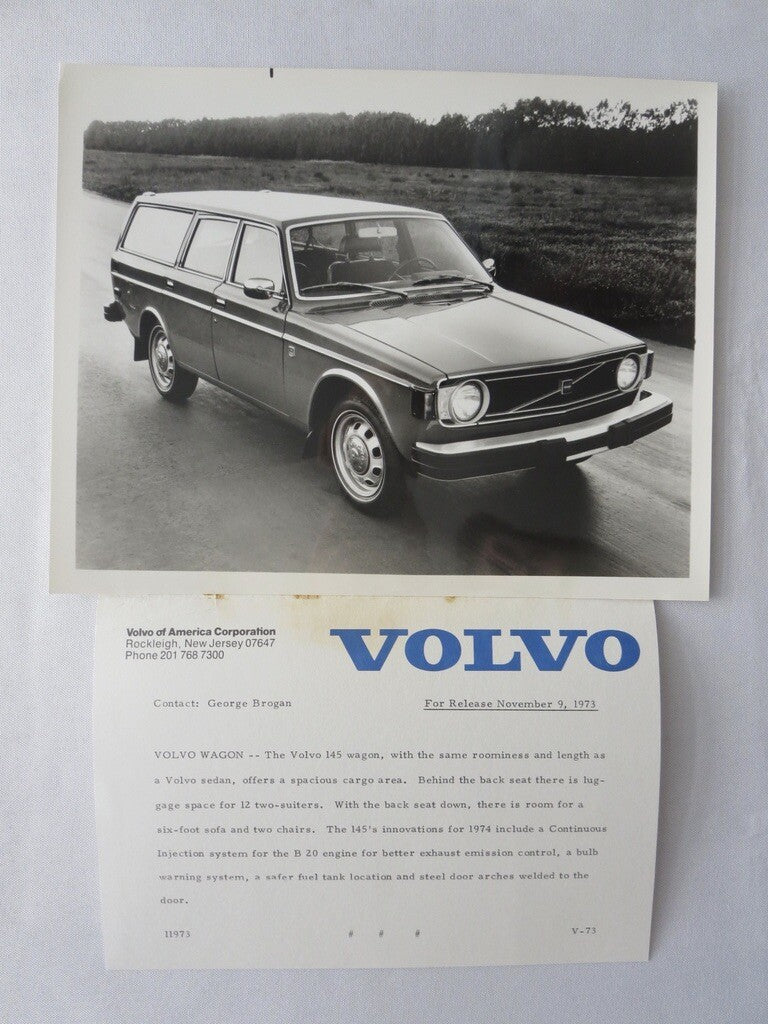 Volvo of America Corporation
Rockleigh, New Jersey 07647
Phone 201 768 7300
VOLVO
Contact: George Brogan
For Release November 9, 1973
VOLVO WAGON -- The Volvo 145 wagon, with the same roominess and length as
a Volvo sedan, offers a spacious cargo area. Behind the back seat there is lug-
gage space for 12 two-suiters. With the back seat down, there is room for a
six-foot sofa and two chairs. The 145's innovations for 1974 include a Continuous
Injection system for the B 20 engine for better exhaust emission control, a bulb
warning system, a safer fuel tank location and steel door arches welded to the
door.
11973
# # #
V-73